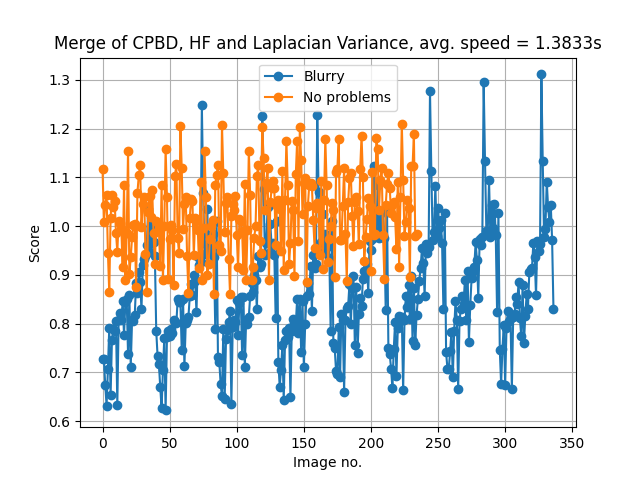 Merge of CPBD, HF and Laplacian Variance, avg. speed = 1.3833s
Blurry
No problems
Score
1.3
1.2
1.1
1.0
0.9
0.8
0.7
0.6
0 50 100 150 200 250 300 350
Image no.